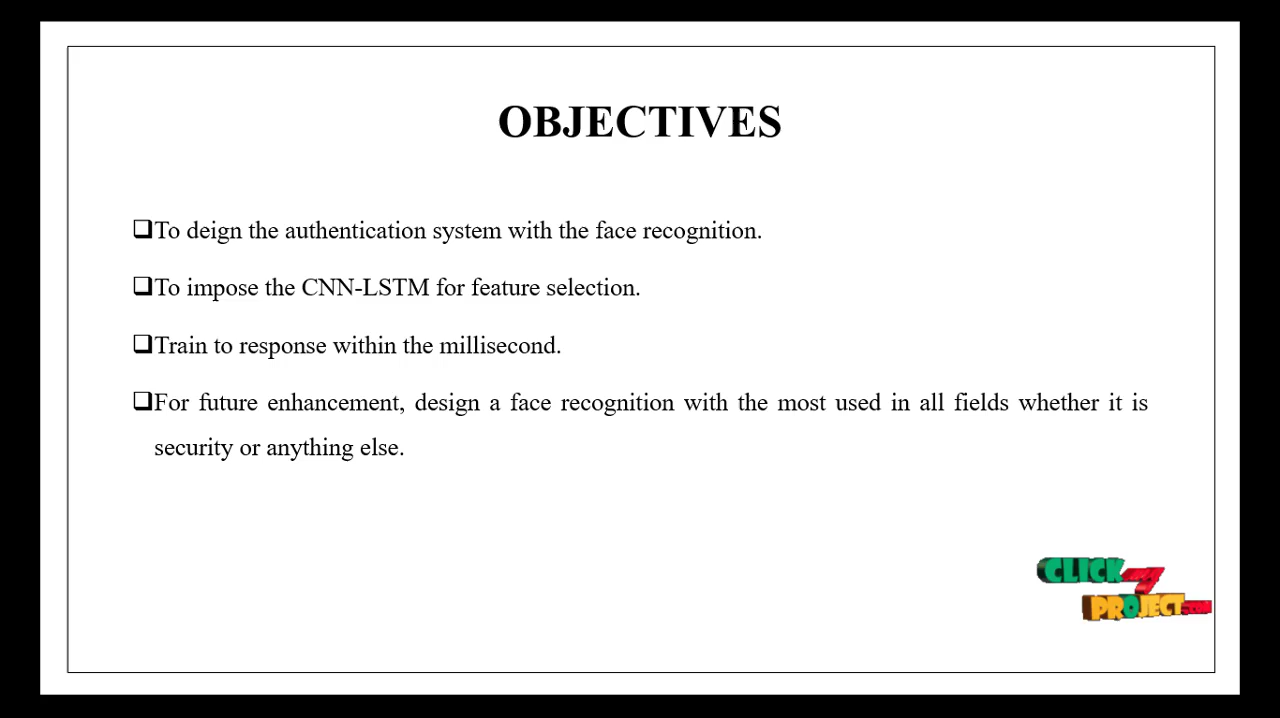 OBJECTIVES
❑To deign the authentication system with the face recognition.
❑To impose the CNN-LSTM for feature selection.
❑Train to response within the millisecond.
❑For future enhancement, design a face recognition with the most used in all fields whether it is
security or anything else.
CLICK MY
PROJECT.COM